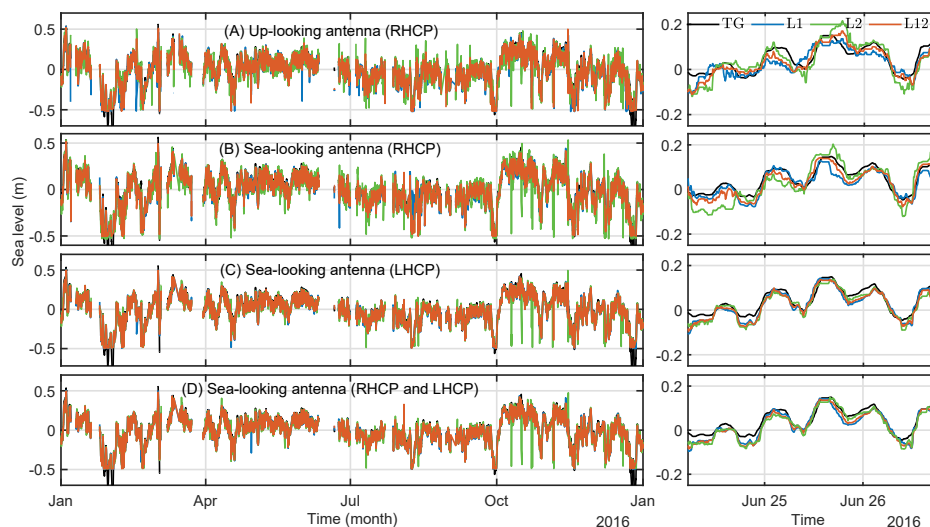 0.5
0
-0.5
(A) Up-looking antenna (RHCP)
0.2
0
-0.2
TG L1 L2 L12
0.5
0
-0.5
(B) Sea-looking antenna (RHCP)
0.2
0
-0.2
0.5
0
-0.5
(C) Sea-looking antenna (LHCP)
0.2
0
-0.2
0.5
0
-0.5
(D) Sea-looking antenna (RHCP and LHCP)
0.2
0
-0.2
Sea level (m)
Jan Apr Jul Oct Jan
Time (month)
2016
Jun 25 Jun 26
Time
2016